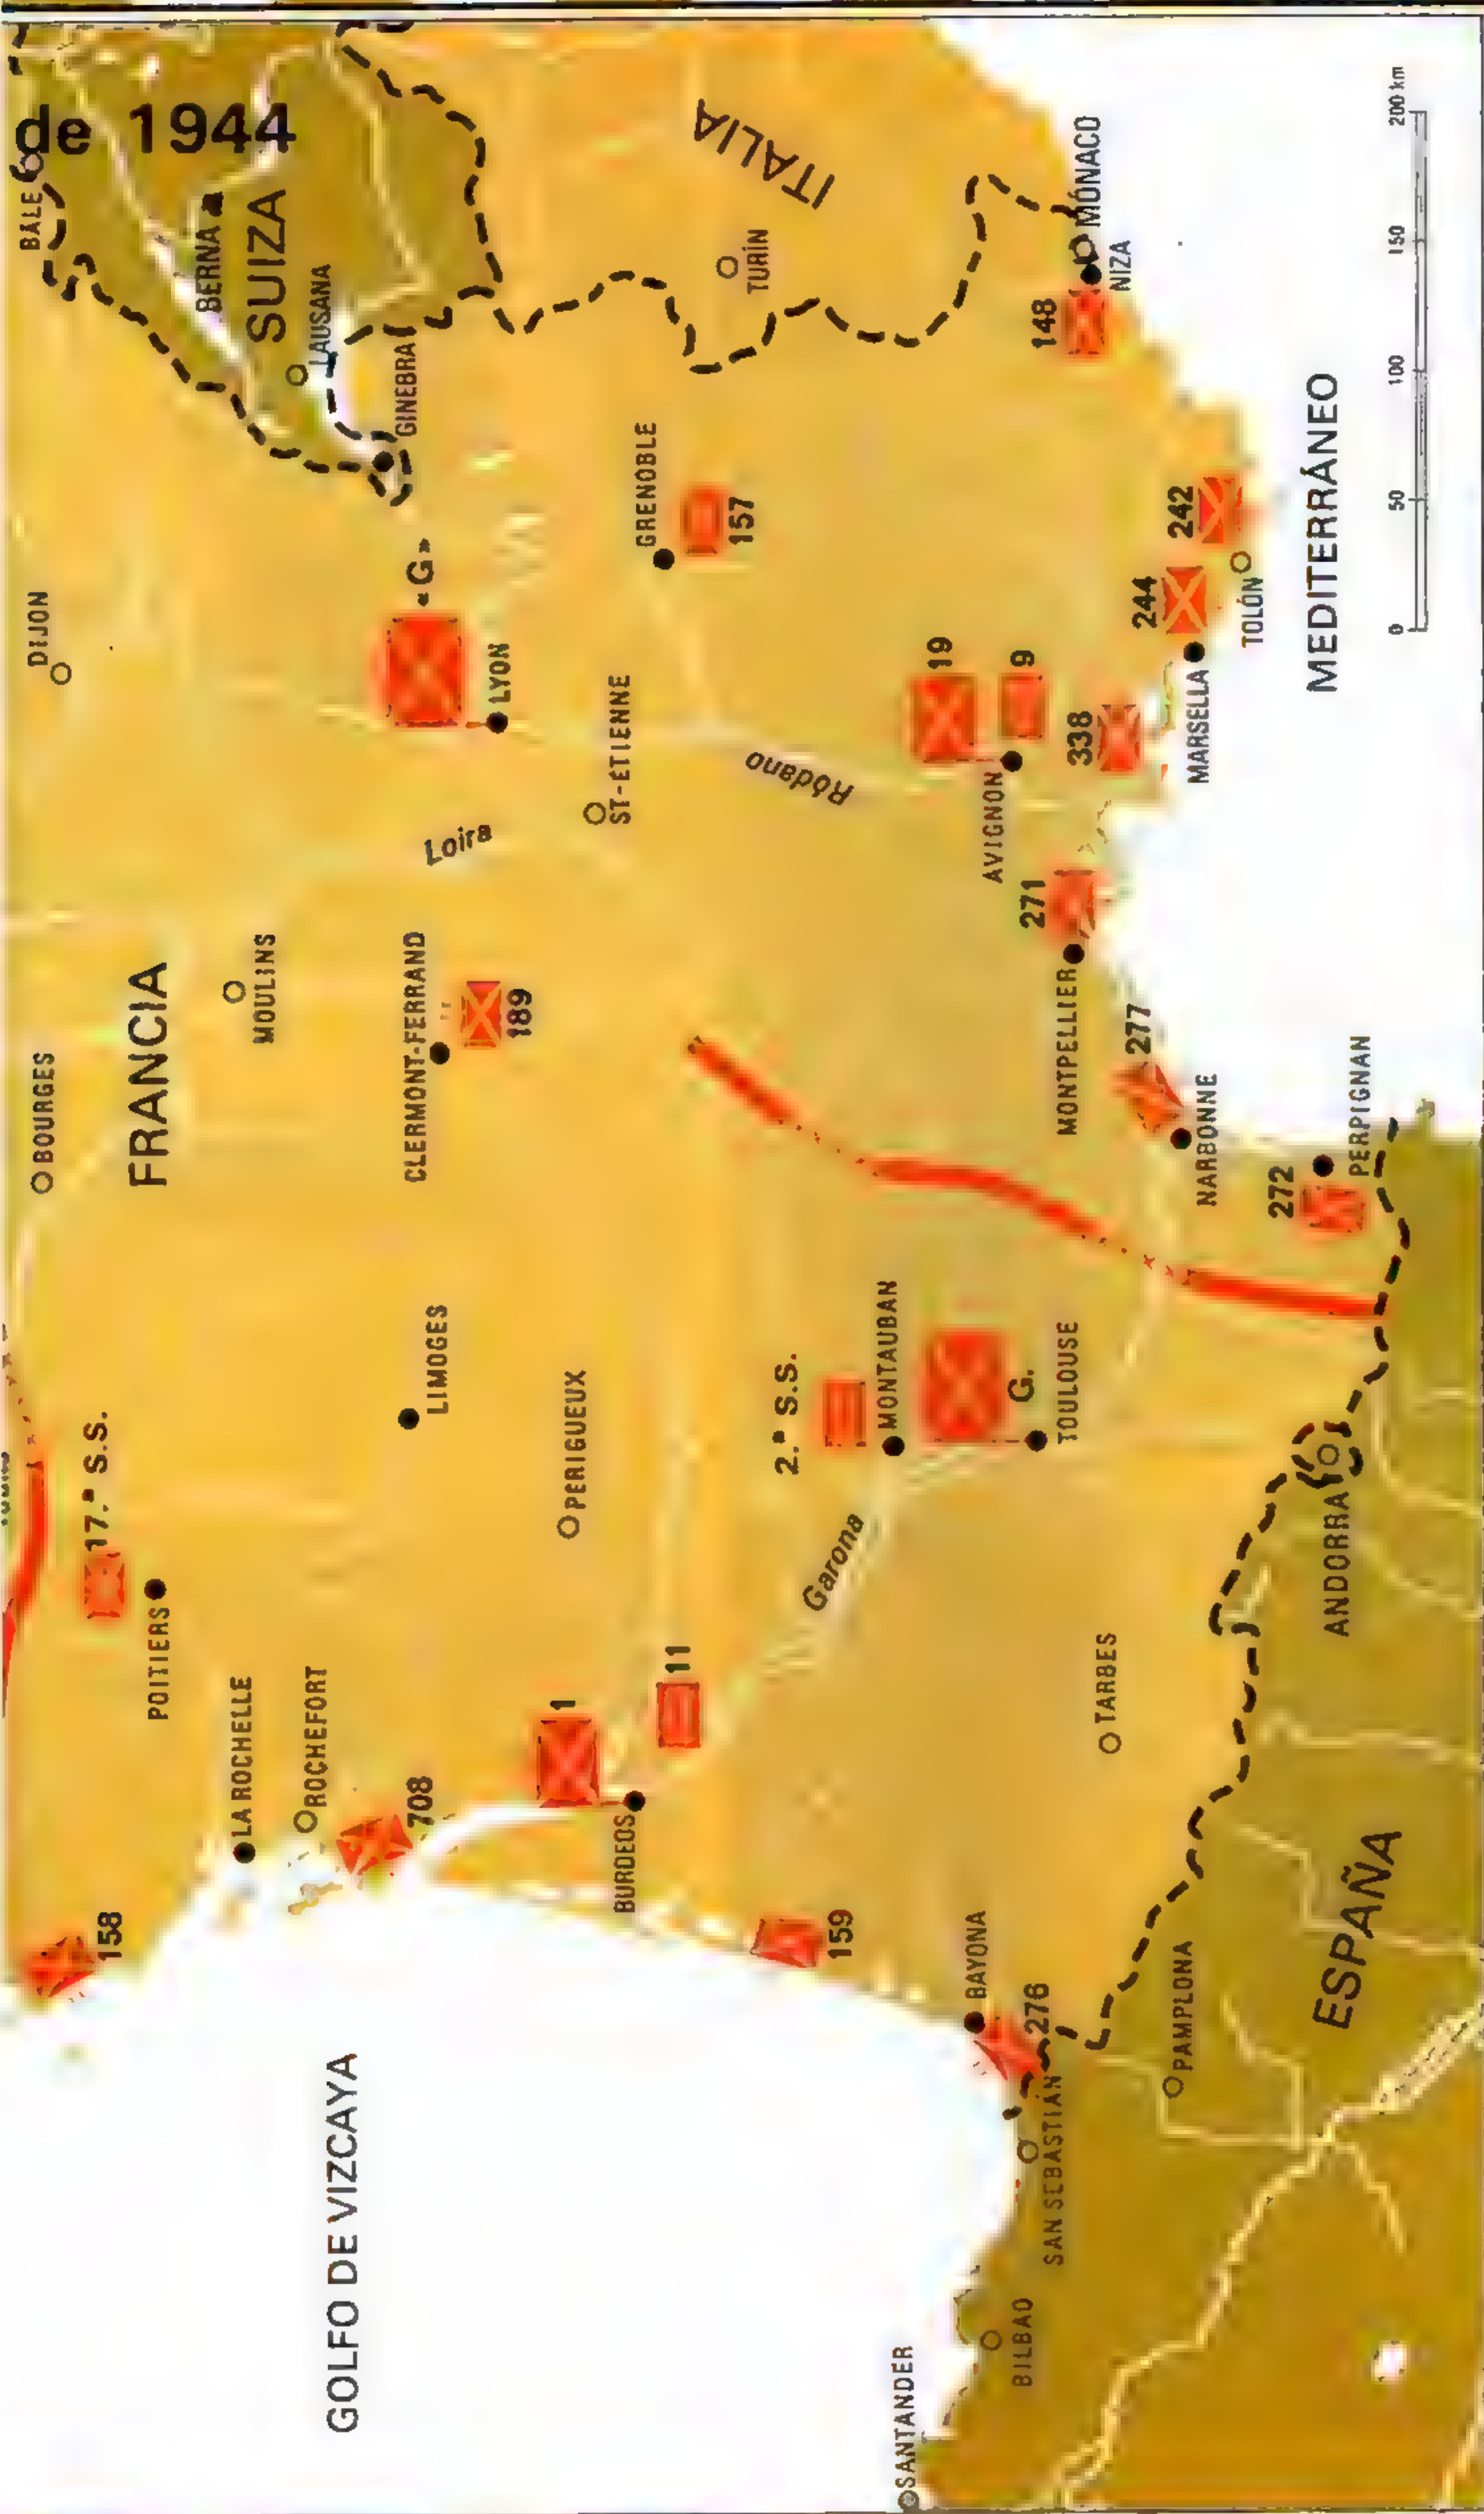 de 1944
BÂLE
BERNA
SUIZA
LAUSANA
GINEBRA
ITALIA
TURÍN
MÓNACO
NIZA
148
DIJON
« G »
LYON
GRENOBLE
157
ST-ÉTIENNE
Loira
Ródano
19
9
AVIGNON
338
244
242
TOLÓN
MARSELLA
MEDITERRÁNEO
0 50 100 150 200 km
BOURGES
FRANCIA
MOULINS
CLERMONT-FERRAND
189
271
MONTPELLIER
277
NARBONNE
272
PERPIGNAN
17.ª S.S.
POITIERS
LIMOGES
PERIGUEUX
2.ª S.S.
MONTAUBAN
G.
TOULOUSE
Garona
ANDORRA
LA ROCHELLE
ROCHEFORT
708
1
11
BURDEOS
TARBES
158
159
BAYONA
276
PAMPLONA
ESPAÑA
SAN SEBASTIÁN
GOLFO DE VIZCAYA
BILBAO
SANTANDER